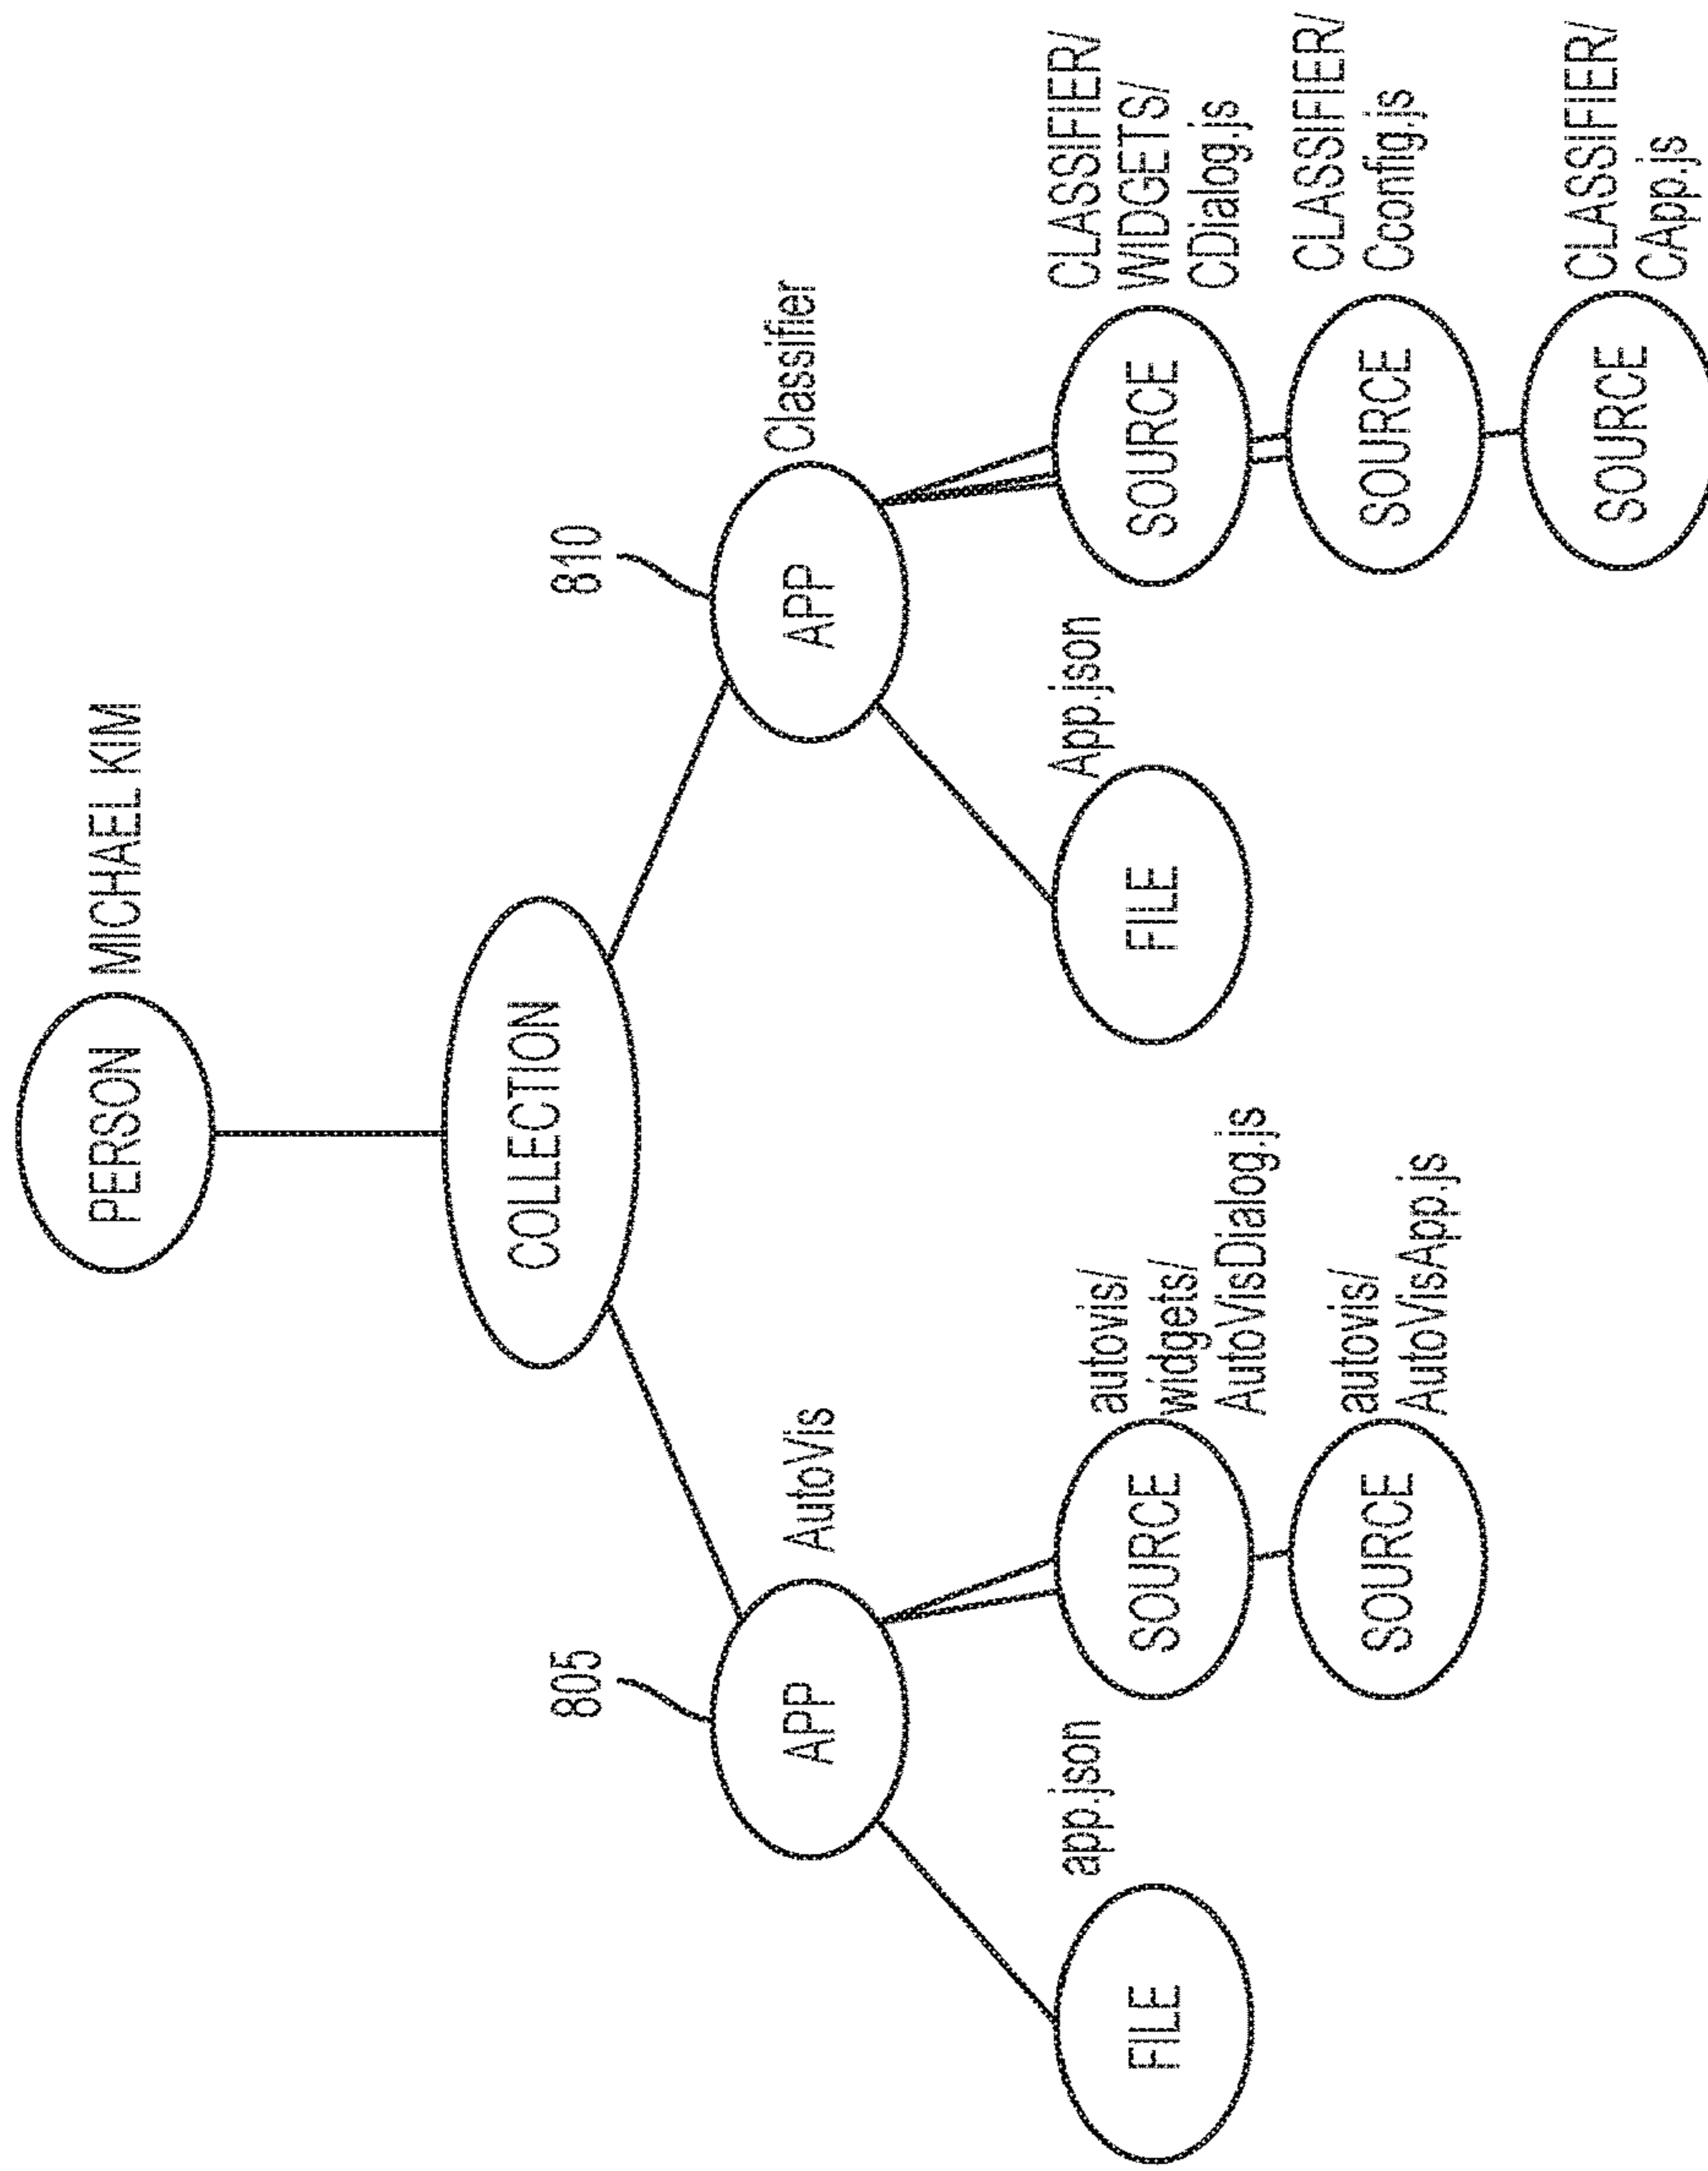 PERSON
MICHAEL KIM
COLLECTION
805
810
APP
AutoVis
APP
Classifier
FILE
app.json
SOURCE
autovis/
widgets/
AutoVisDialog.js
FILE
App.json
SOURCE
CLASSIFIER/
WIDGETS/
CDialog.js
SOURCE
autovis/
AutoVisApp.js
SOURCE
CLASSIFIER/
Cconfig.js
SOURCE
CLASSIFIER/
CApp.js